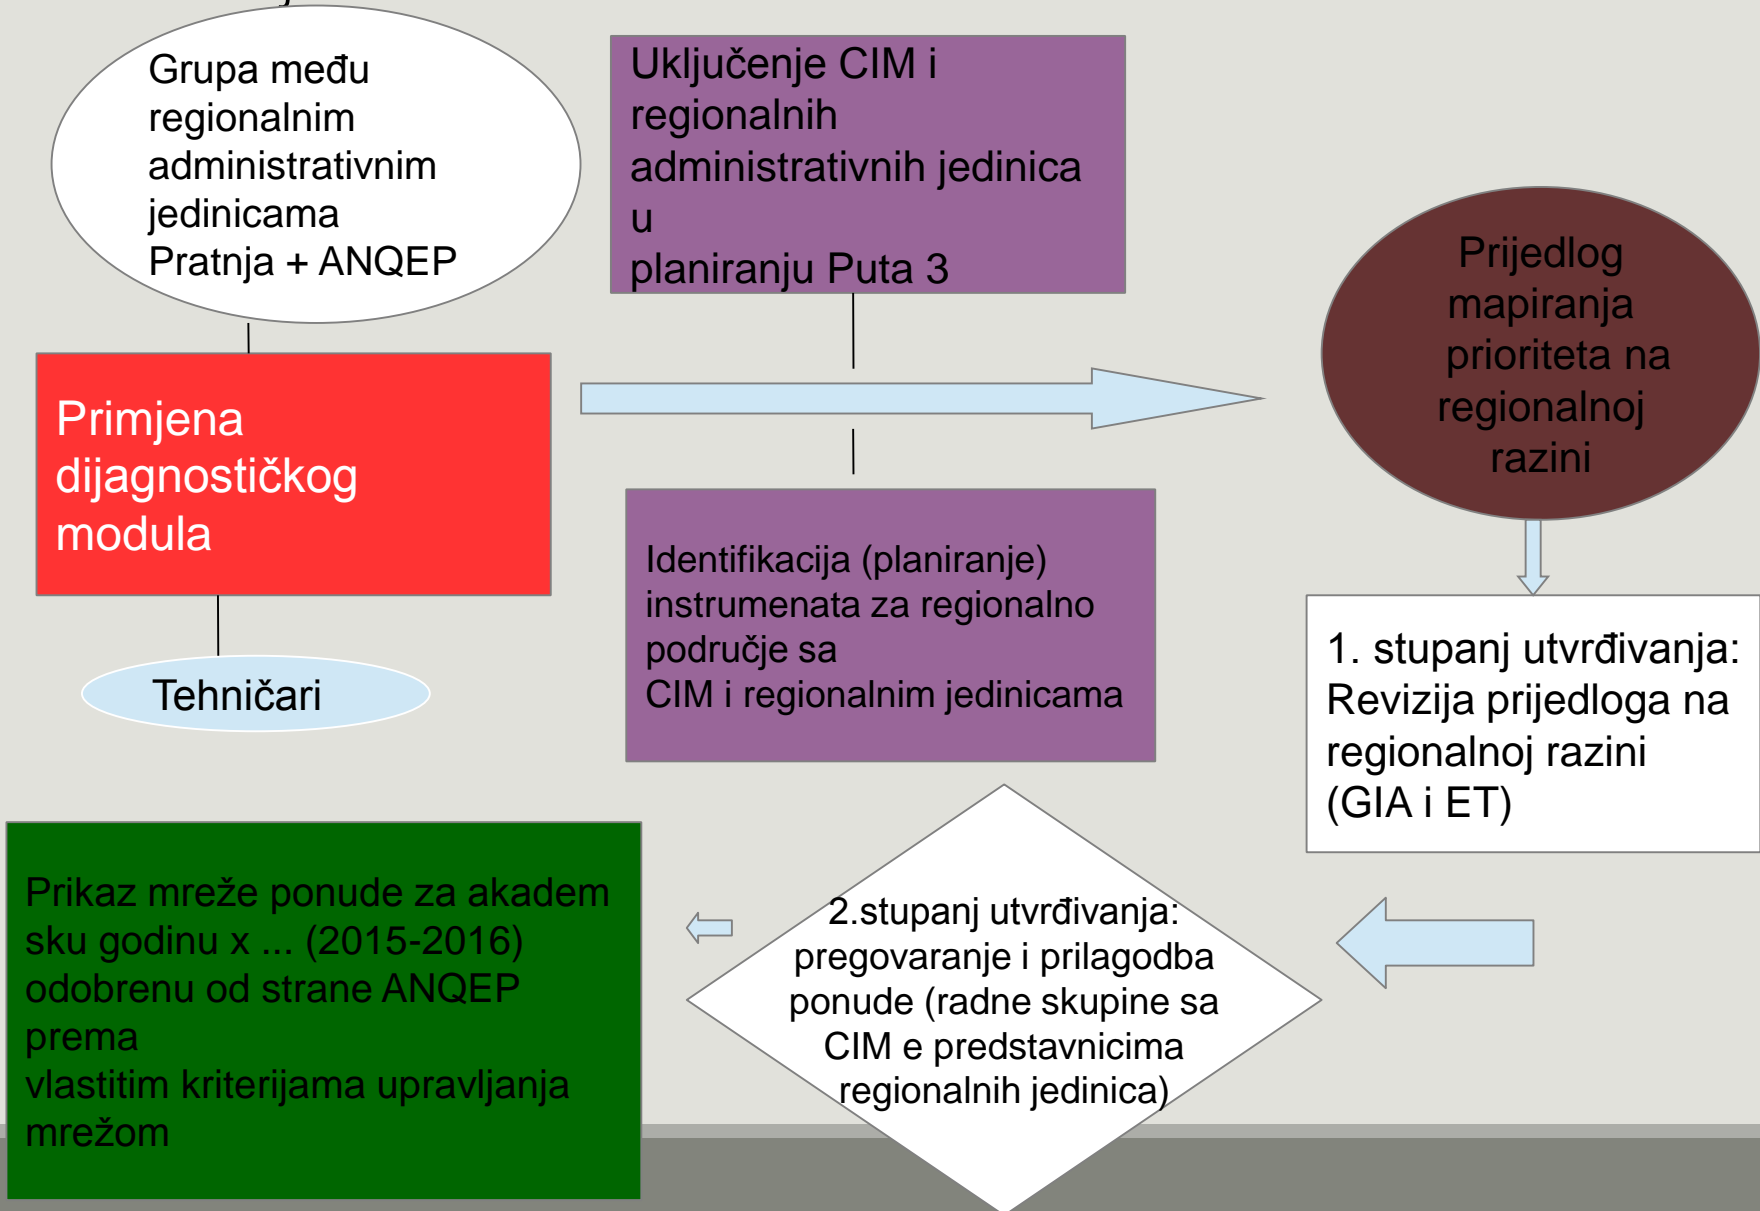 Grupa među
regionalnim
administrativnim
jedinicama
Pratnja + ANQEP
Uključenje CIM i
regionalnih
administrativnih jedinica
u
planiranju Puta 3
Prijedlog
mapiranja
prioriteta na
regionalnoj
razini
Primjena
dijagnostičkog
modula
Identifikacija (planiranje)
instrumenata za regionalno
područje sa
CIM i regionalnim jedinicama
Tehničari
1. stupanj utvrđivanja:
Revizija prijedloga na
regionalnoj razini
(GIA i ET)
2.stupanj utvrđivanja:
pregovaranje i prilagodba
ponude (radne skupine sa
CIM e predstavnicima
regionalnih jedinica)
Prikaz mreže ponude za akadem
sku godinu x ... (2015-2016)
odobrenu od strane ANQEP
prema
vlastitim kriterijama upravljanja
mrežom